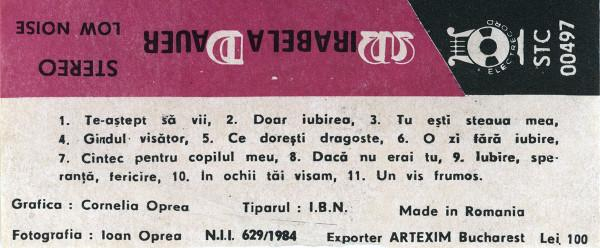 STEREO
LOW NOISE
MIRABELA DAUER
ELECTRECORD
STC
00497
1. Te-aştept să vii, 2. Doar iubirea, 3. Tu eşti steaua mea,
4. Gîndul visător, 5. Ce doreşti dragoste, 6. O zi fără iubire,
7. Cîntec pentru copilul meu, 8. Dacă nu erai tu, 9. Iubire, spe-
ranţă, fericire, 10. In ochii tăi visam, 11. Un vis frumos.
Grafica : Cornelia Oprea Tiparul : I.B.N. Made in Romania
Fotografia : Ioan Oprea N.I.I. 629/1984 Exporter ARTEXIM Bucharest Lei 100